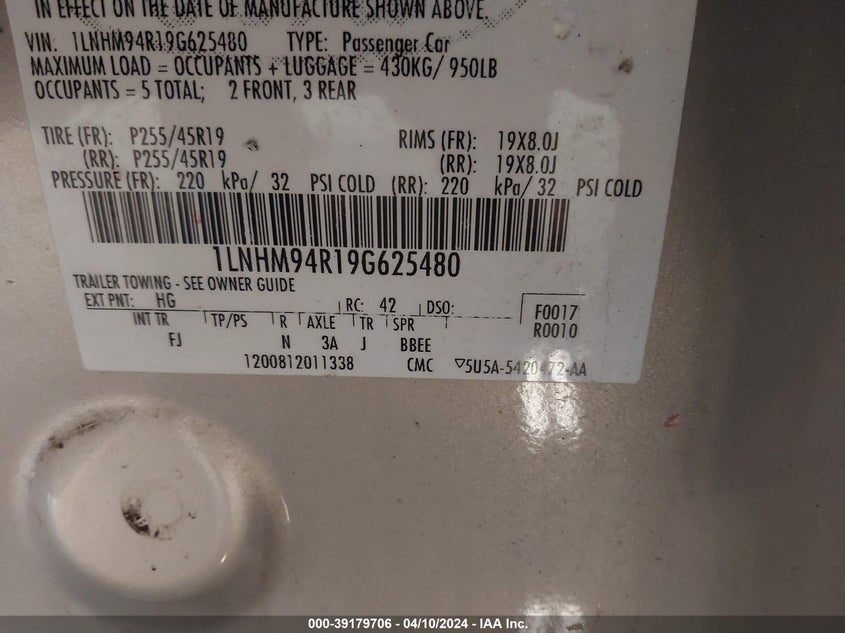 IN EFFECT ON THE DATE OF MANUFACTURE SHOWN ABOVE.
VIN. 1LNHM94R19G625480 TYPE: Passenger Car
MAXIMUM LOAD = OCCUPANTS + LUGGAGE = 430KG/ 950LB
OCCUPANTS = 5 TOTAL; 2 FRONT, 3 REAR
TIRE (FR): P255/45R19 RIMS (FR): 19X8.0J
(RR): P255/45R19 (RR): 19X8.0J
PRESSURE (FR): 220 kPa/ 32 PSI COLD (RR): 220 kPa/ 32 PSI COLD
1LNHM94R19G625480
TRAILER TOWING - SEE OWNER GUIDE
EXT PNT: HG RC: 42 DSO: F0017
INT TR TP/PS R AXLE TR SPR R0010
FJ N 3A J BBEE
1200812011338 CMC ▽5U5A-5420472-AA
000-39179706 - 04/10/2024 - IAA Inc.